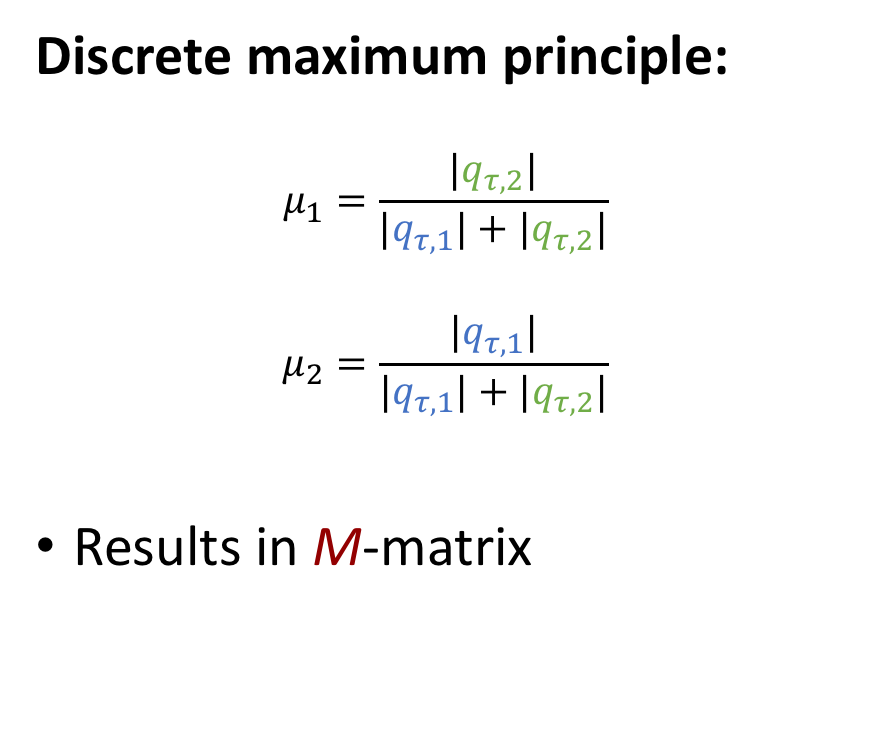 Discrete maximum principle:
μ₁ = |q_{τ,2}| / (|q_{τ,1}| + |q_{τ,2}|)
μ₂ = |q_{τ,1}| / (|q_{τ,1}| + |q_{τ,2}|)
• Results in M-matrix